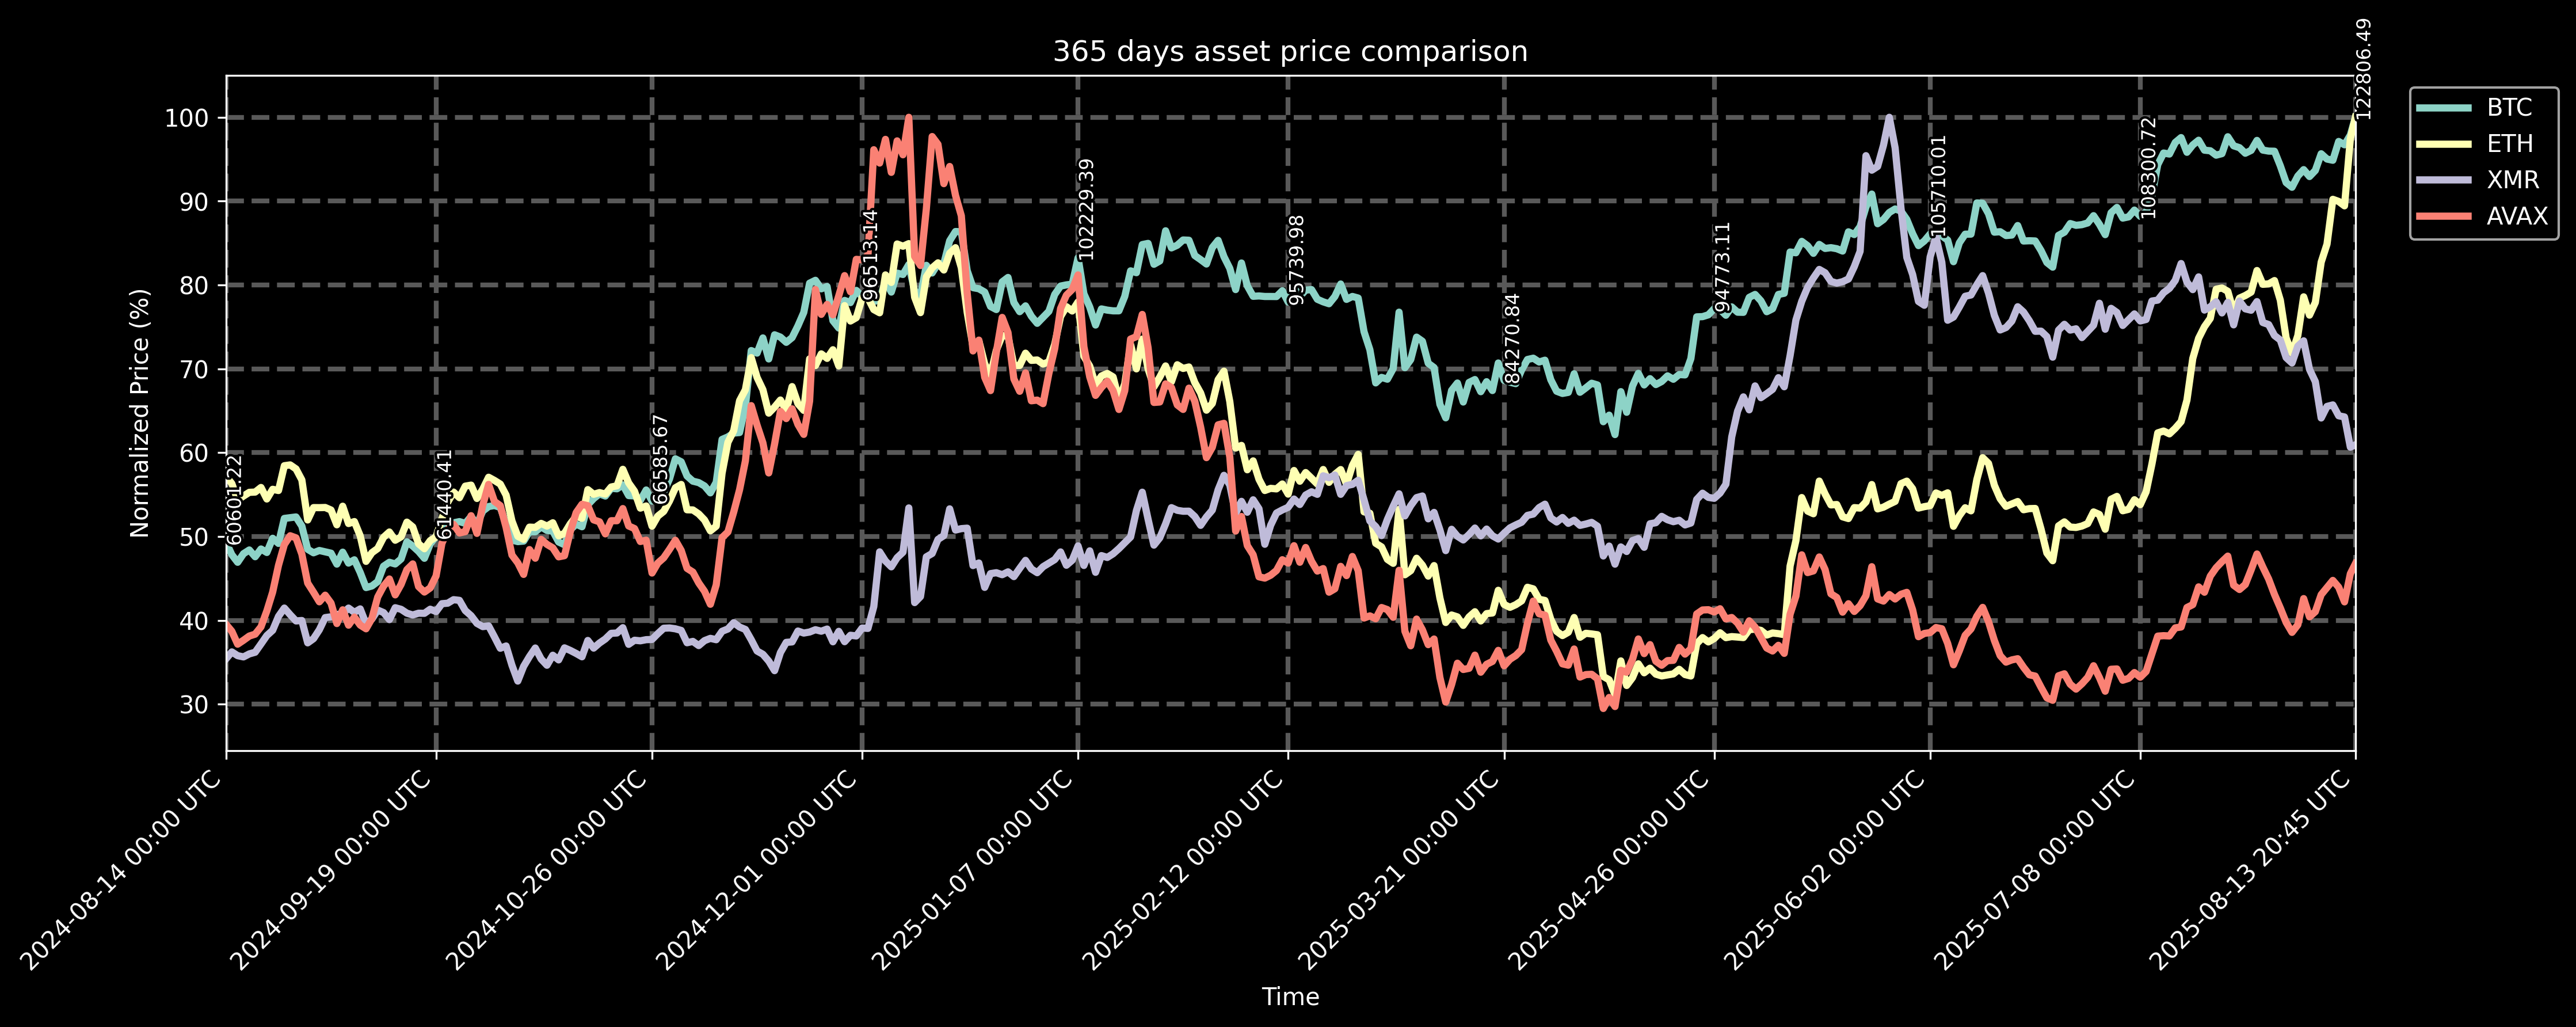 365 days asset price comparison
122806.49
BTC
ETH
XMR
AVAX
Normalized Price (%)
100
90
80
70
60
50
40
30
60601.22
61440.41
66585.67
96513.14
102229.39
95739.98
84270.84
94773.11
105710.01
108300.72
2024-08-14 00:00 UTC
2024-09-19 00:00 UTC
2024-10-26 00:00 UTC
2024-12-01 00:00 UTC
2025-01-07 00:00 UTC
2025-02-12 00:00 UTC
2025-03-21 00:00 UTC
2025-04-26 00:00 UTC
2025-06-02 00:00 UTC
2025-07-08 00:00 UTC
2025-08-13 20:45 UTC
Time